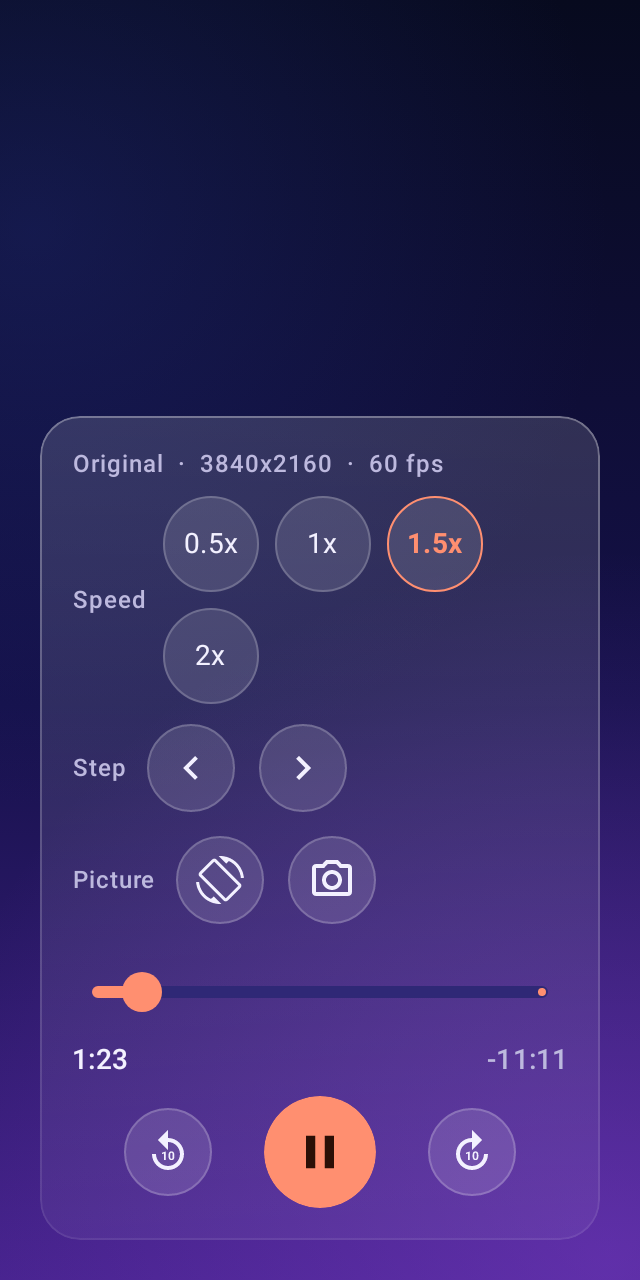 Original · 3840x2160 · 60 fps
0.5x 1x 1.5x
Speed
2x
Step
Picture
1:23 -11:11
10 10